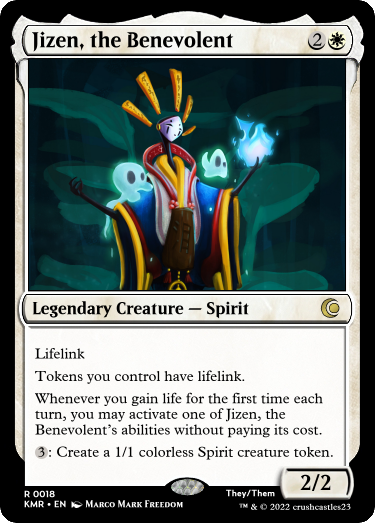 Jizen, the Benevolent 2
Legendary Creature — Spirit
Lifelink
Tokens you control have lifelink.
Whenever you gain life for the first time each
turn, you may activate one of Jizen, the
Benevolent's abilities without paying its cost.
3: Create a 1/1 colorless Spirit creature token.
2/2
R 0018
KMR • EN Marco Mark Freedom
They/Them
™ & © 2022 crushcastles23